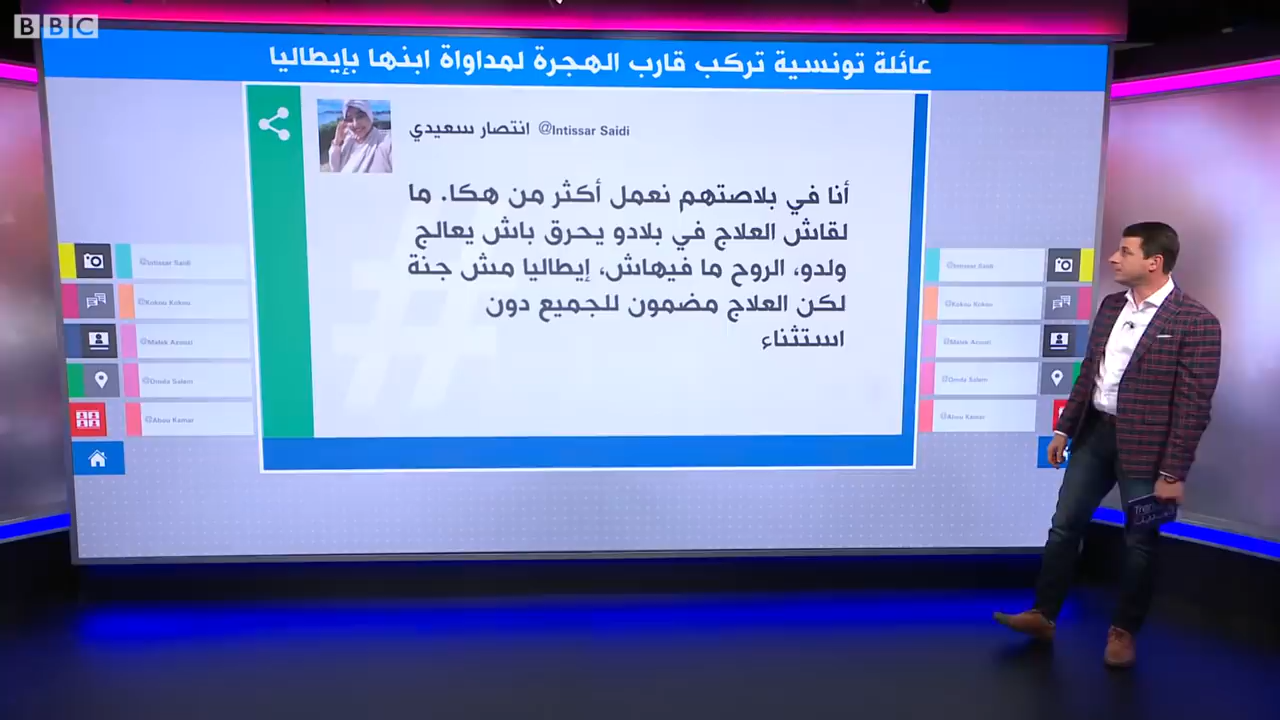 BBC
عائلة تونسية تركب قارب الهجرة لمداواة ابنها بإيطاليا
انتصار سعيدي @Intissar Saidi
أنا في بلاصتهم نعمل أكثر من هكا. ما
لقاش العلاج في بلادو يحرق باش يعالج
ولدو، الروح ما فيهاش، إيطاليا مش جنة
لكن العلاج مضمون للجميع دون
استثناء
@Intissar Saidi
@Kokou Kokou
@Malek Azouzi
@Donda Salem
@Abou Kamar
@Intissar Saidi
@Kokou Kokou
@Malek Azouzi
@Donda Salem
@Abou Kamar